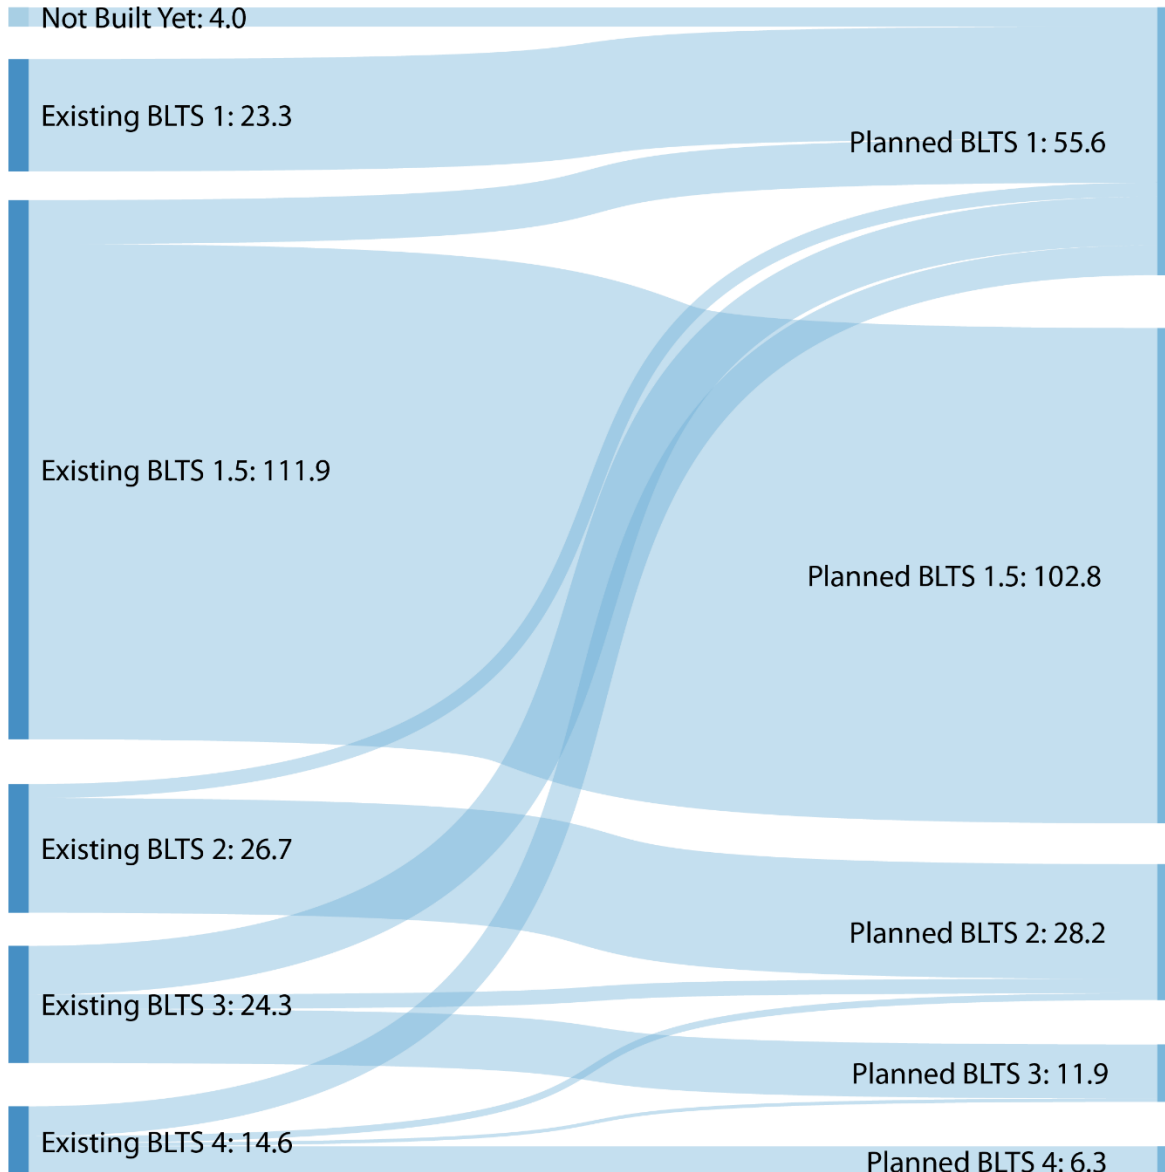 Not Built Yet: 4.0
Existing BLTS 1: 23.3
Planned BLTS 1: 55.6
Existing BLTS 1.5: 111.9
Planned BLTS 1.5: 102.8
Existing BLTS 2: 26.7
Planned BLTS 2: 28.2
Existing BLTS 3: 24.3
Planned BLTS 3: 11.9
Existing BLTS 4: 14.6
Planned BLTS 4: 6.3